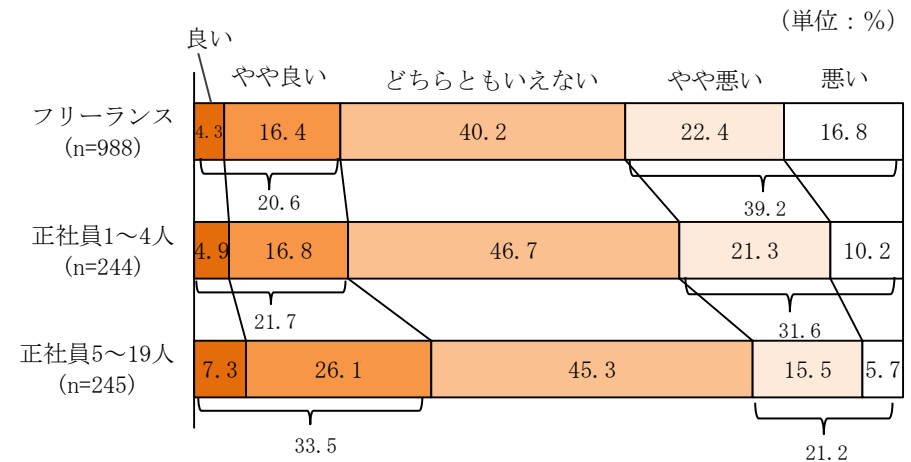 (単位：%)
良い
やや良い どちらともいえない やや悪い 悪い
フリーランス
(n=988)
4.3 16.4 40.2 22.4 16.8
20.6 39.2
正社員1〜4人
(n=244)
4.9 16.8 46.7 21.3 10.2
21.7 31.6
正社員5〜19人
(n=245)
7.3 26.1 45.3 15.5 5.7
33.5 21.2